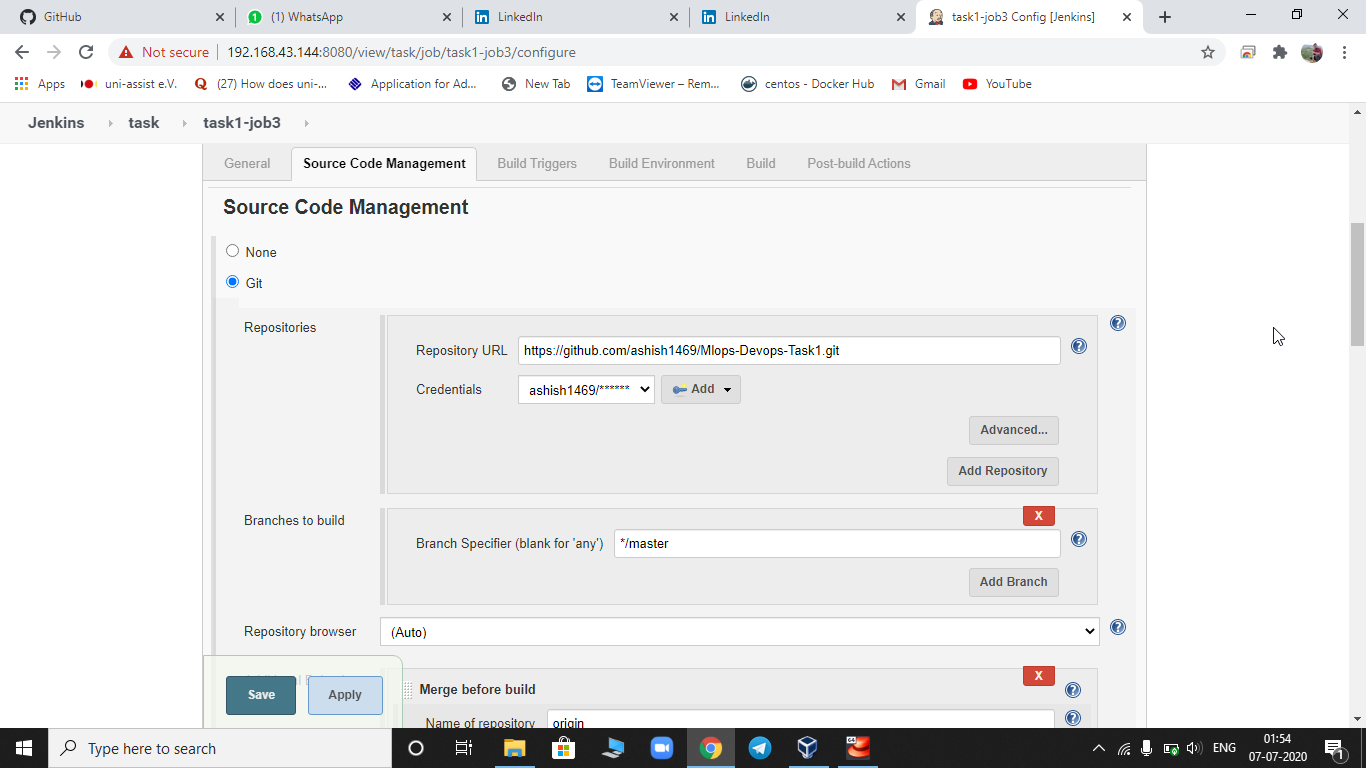 GitHub
(1) WhatsApp
LinkedIn
LinkedIn
task1-job3 Config [Jenkins]
Not secure
192.168.43.144:8080/view/task/job/task1-job3/configure
Apps
uni-assist e.V.
(27) How does uni-...
Application for Ad...
New Tab
TeamViewer – Rem...
centos - Docker Hub
Gmail
YouTube
Jenkins
task
task1-job3
General
Source Code Management
Build Triggers
Build Environment
Build
Post-build Actions
Source Code Management
None
Git
Repositories
Repository URL
https://github.com/ashish1469/Mlops-Devops-Task1.git
Credentials
ashish1469/******
Add
Advanced...
Add Repository
Branches to build
X
Branch Specifier (blank for 'any')
*/master
Add Branch
Repository browser
(Auto)
X
Merge before build
Save
Apply
Name of repository
origin
Type here to search
64
ENG
01:54
07-07-2020
1